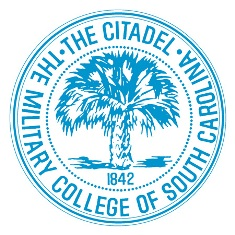 ·THE CITADEL·
THE MILITARY COLLEGE OF SOUTH CAROLINA
1842